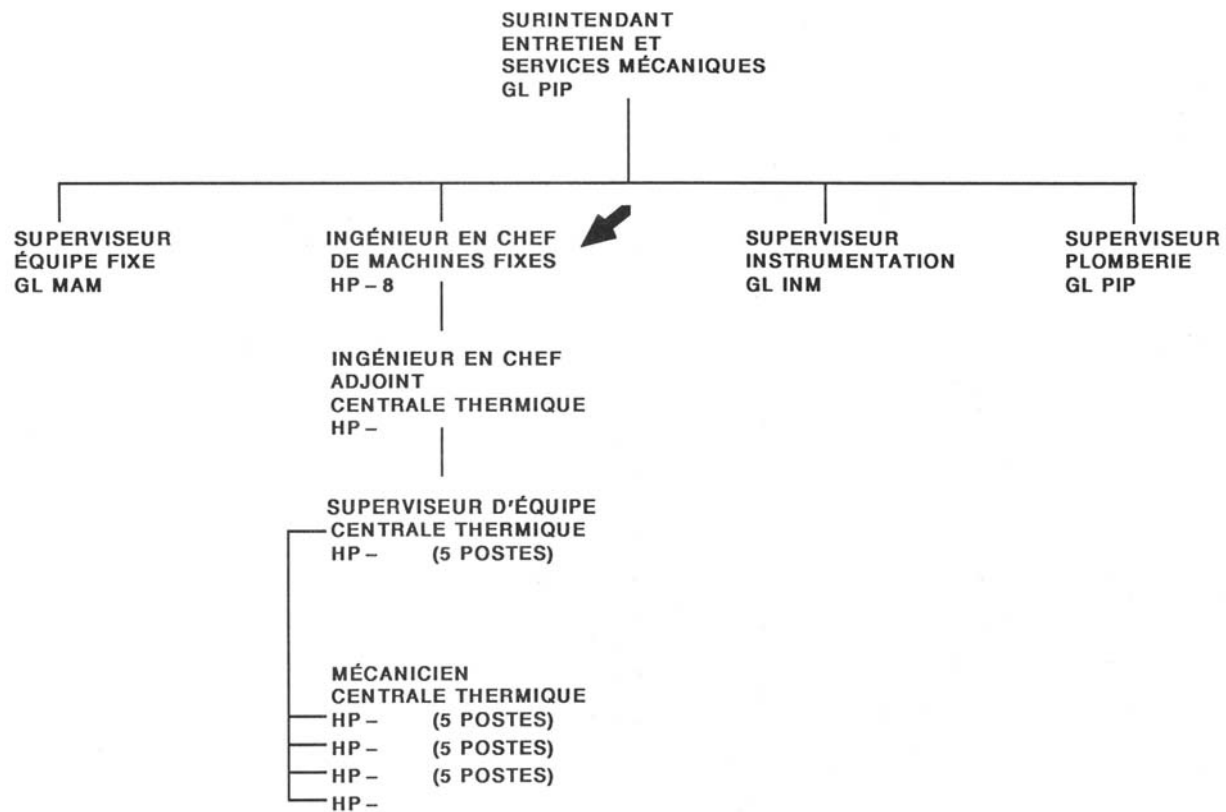 SURINTENDANT
ENTRETIEN ET
SERVICES MÉCANIQUES
GL PIP
SUPERVISEUR
ÉQUIPE FIXE
GL MAM
INGÉNIEUR EN CHEF
DE MACHINES FIXES
HP – 8
SUPERVISEUR
INSTRUMENTATION
GL INM
SUPERVISEUR
PLOMBERIE
GL PIP
INGÉNIEUR EN CHEF
ADJOINT
CENTRALE THERMIQUE
HP –
SUPERVISEUR D'ÉQUIPE
CENTRALE THERMIQUE
HP – (5 POSTES)
MÉCANICIEN
CENTRALE THERMIQUE
HP – (5 POSTES)
HP – (5 POSTES)
HP – (5 POSTES)
HP –